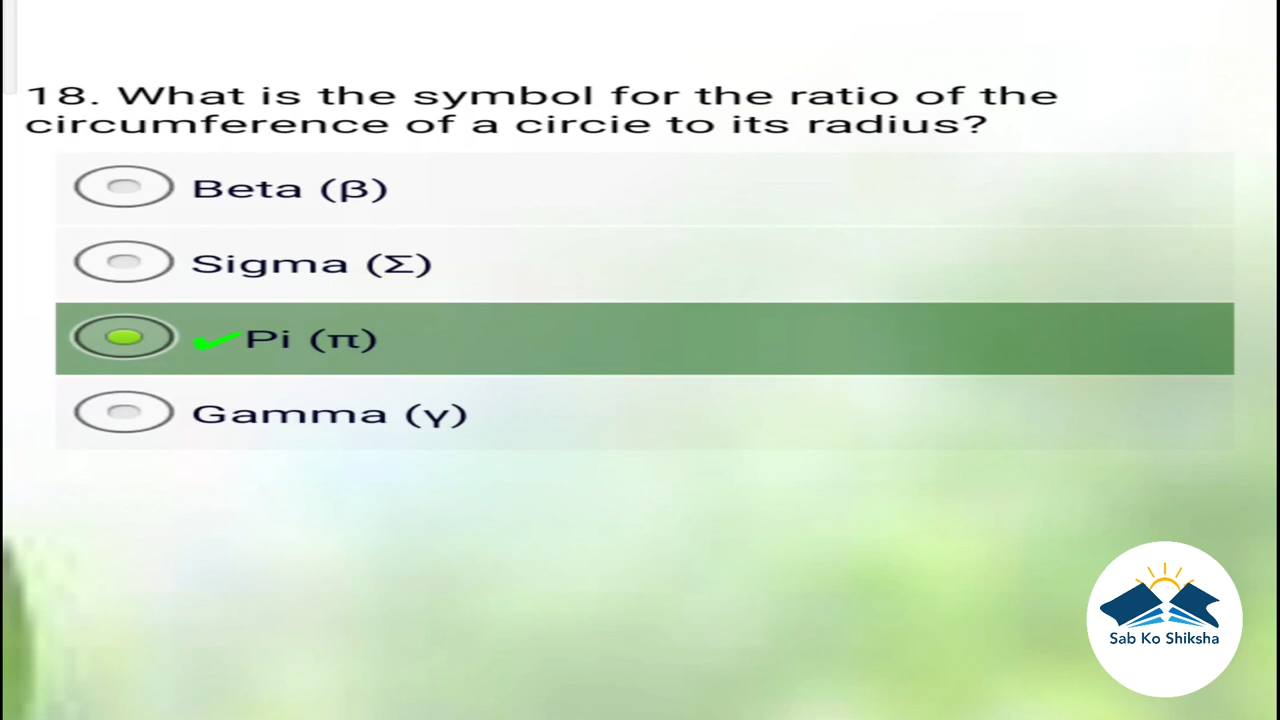 18. What is the symbol for the ratio of the
circumference of a circie to its radius?
Beta (β)
Sigma (Σ)
Pi (π)
Gamma (γ)
Sab Ko Shiksha